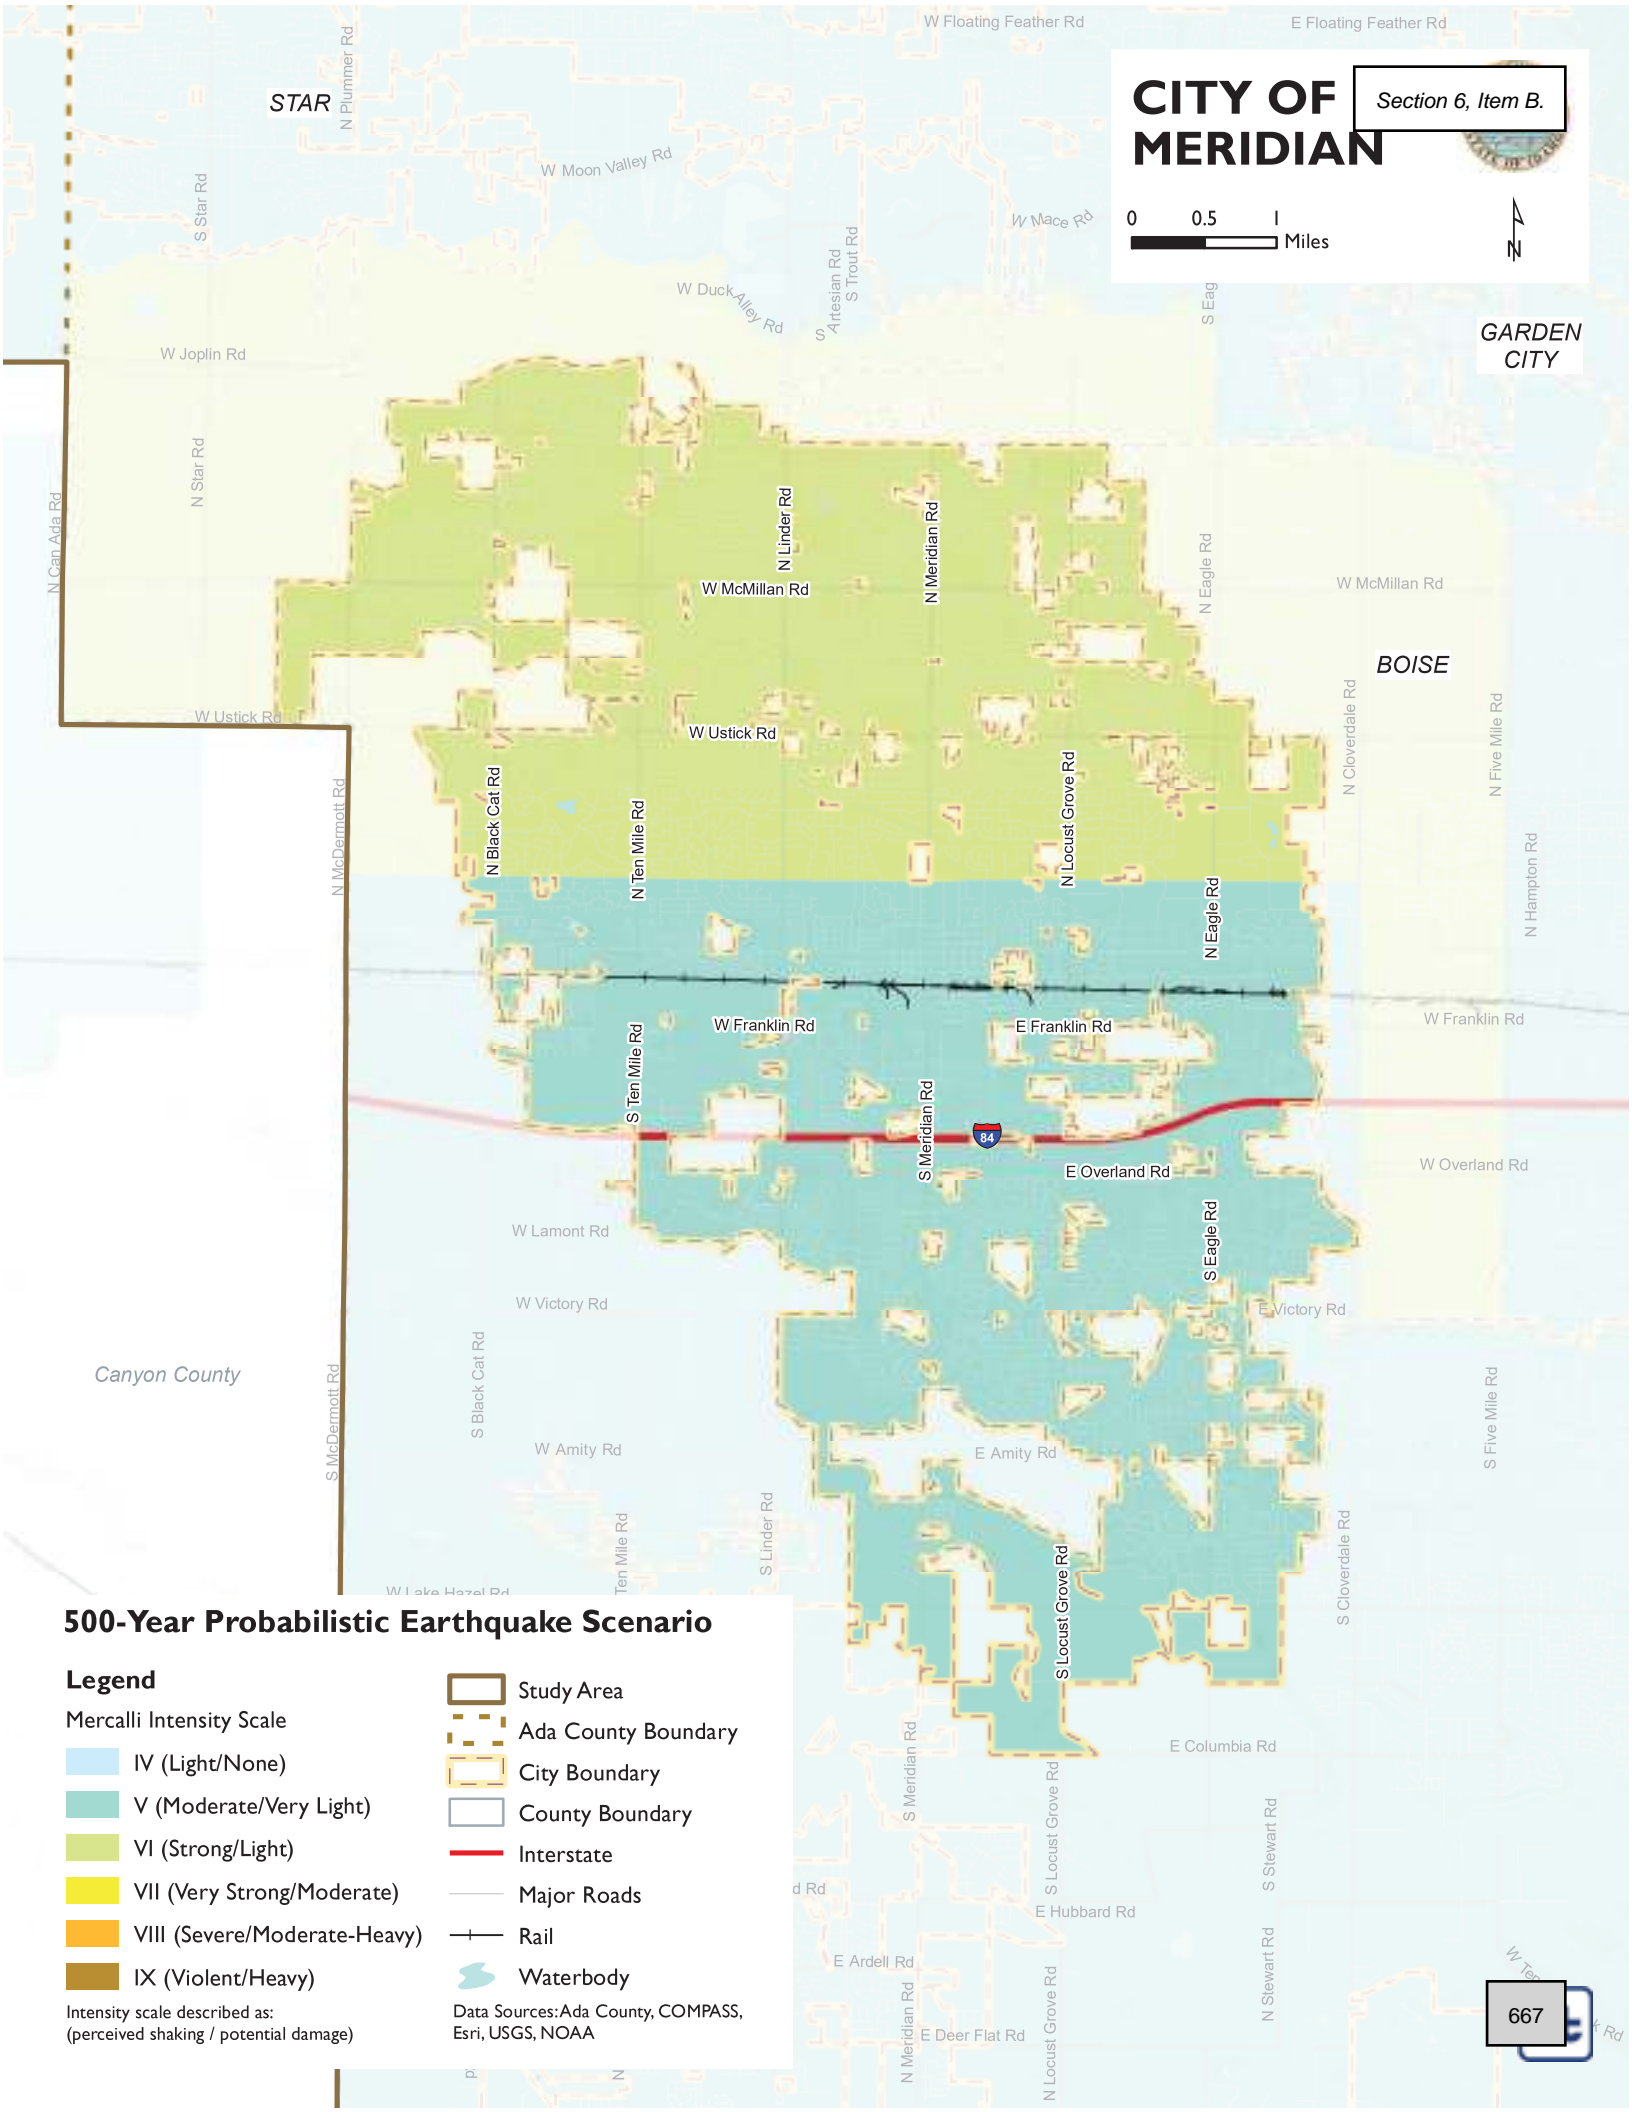 W Floating Feather Rd
E Floating Feather Rd
N Plummer Rd
STAR
CITY OF
MERIDIAN
Section 6, Item B.
W Moon Valley Rd
S Star Rd
W Mace Rd
0 0.5 1
Miles
N
S Trout Rd
S Artesian Rd
W Duck Alley Rd
S Eag
GARDEN
CITY
W Joplin Rd
N Star Rd
N Can Ada Rd
N Linder Rd
N Meridian Rd
N Eagle Rd
W McMillan Rd
W McMillan Rd
BOISE
W Ustick Rd
W Ustick Rd
N Cloverdale Rd
N Five Mile Rd
N McDermott Rd
N Black Cat Rd
N Ten Mile Rd
N Locust Grove Rd
N Eagle Rd
N Hampton Rd
W Franklin Rd
E Franklin Rd
W Franklin Rd
S Ten Mile Rd
S Meridian Rd
84
E Overland Rd
W Overland Rd
W Lamont Rd
S Eagle Rd
W Victory Rd
E Victory Rd
Canyon County
S McDermott Rd
S Black Cat Rd
W Amity Rd
E Amity Rd
S Five Mile Rd
S Linder Rd
Ten Mile Rd
S Cloverdale Rd
W Lake Hazel Rd
S Locust Grove Rd
500-Year Probabilistic Earthquake Scenario
Legend
Mercalli Intensity Scale
IV (Light/None)
V (Moderate/Very Light)
VI (Strong/Light)
VII (Very Strong/Moderate)
VIII (Severe/Moderate-Heavy)
IX (Violent/Heavy)
Intensity scale described as:
(perceived shaking / potential damage)
Study Area
Ada County Boundary
City Boundary
County Boundary
Interstate
Major Roads
Rail
Waterbody
Data Sources: Ada County, COMPASS,
Esri, USGS, NOAA
S Meridian Rd
E Columbia Rd
S Locust Grove Rd
S Stewart Rd
d Rd
E Hubbard Rd
E Ardell Rd
N Stewart Rd
N Meridian Rd
E Deer Flat Rd
N Locust Grove Rd
W Te
k Rd
667
N